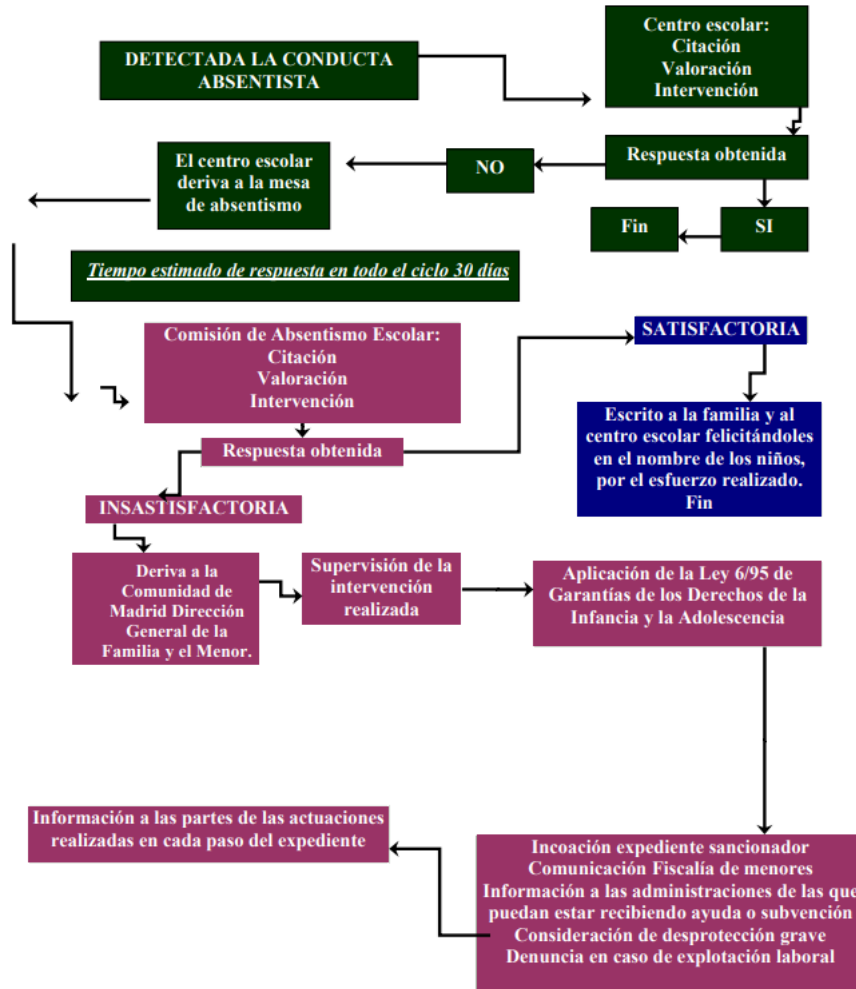 DETECTADA LA CONDUCTA
ABSENTISTA
Centro escolar:
Citación
Valoración
Intervención
Respuesta obtenida
NO
El centro escolar
deriva a la mesa
de absentismo
SI
Fin
Tiempo estimado de respuesta en todo el ciclo 30 días
Comisión de Absentismo Escolar:
Citación
Valoración
Intervención
Respuesta obtenida
SATISFACTORIA
Escrito a la familia y al
centro escolar felicitándoles
en el nombre de los niños,
por el esfuerzo realizado.
Fin
INSASTISFACTORIA
Deriva a la
Comunidad de
Madrid Dirección
General de la
Familia y el Menor.
Supervisión de la
intervención
realizada
Aplicación de la Ley 6/95 de
Garantías de los Derechos de la
Infancia y la Adolescencia
Incoación expediente sancionador
Comunicación Fiscalía de menores
Información a las administraciones de las que
puedan estar recibiendo ayuda o subvención
Consideración de desprotección grave
Denuncia en caso de explotación laboral
Información a las partes de las actuaciones
realizadas en cada paso del expediente